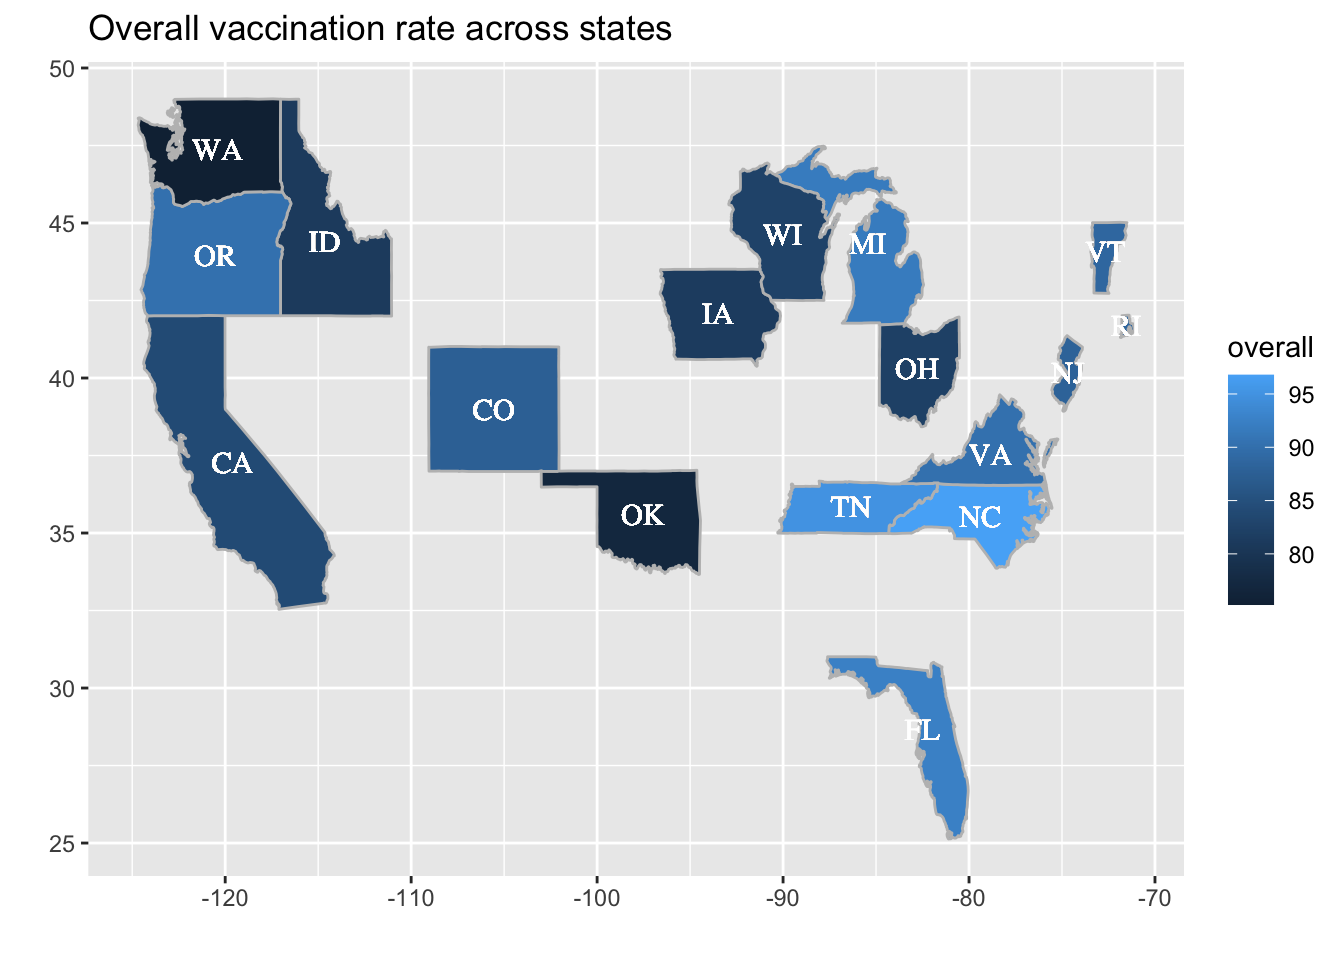 Overall vaccination rate across states
50
45
40
35
30
25
WA
OR
ID
CA
CO
OK
IA
WI
MI
OH
VT
RI
NJ
VA
TN
NC
FL
-120
-110
-100
-90
-80
-70
overall
95
90
85
80